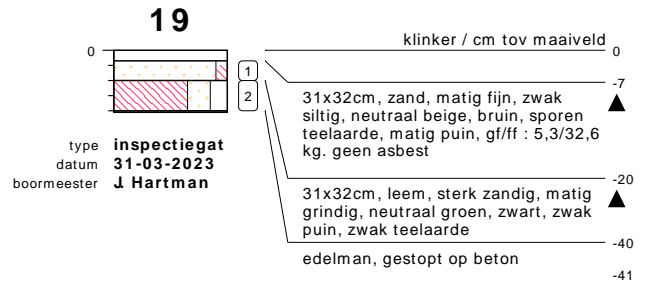 19
klinker / cm tov maaiveld
0
0
-7
1
2
31x32cm, zand, matig fijn, zwak
siltig, neutraal beige, bruin, sporen
teelaarde, matig puin, gf/ff : 5,3/32,6
kg. geen asbest
type inspectiegat
datum 31-03-2023
boormeester J. Hartman
-20
31x32cm, leem, sterk zandig, matig
grindig, neutraal groen, zwart, zwak
puin, zwak teelaarde
-40
edelman, gestopt op beton
-41